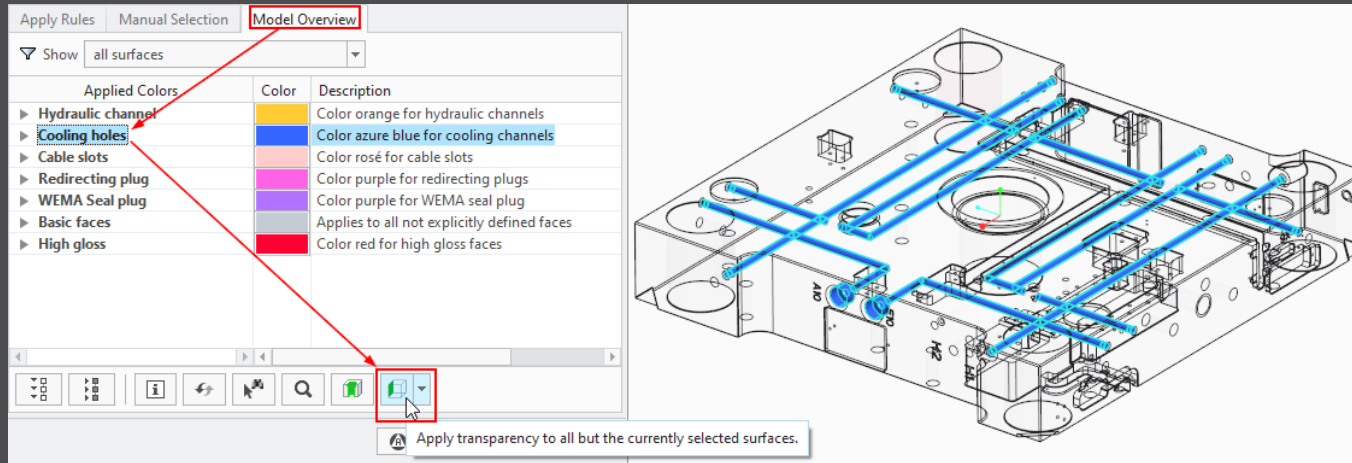 Apply Rules Manual Selection Model Overview
Show all surfaces
Applied Colors Color Description
Hydraulic channel Color orange for hydraulic channels
Cooling holes Color azure blue for cooling channels
Cable slots Color rosé for cable slots
Redirecting plug Color purple for redirecting plugs
WEMA Seal plug Color purple for WEMA seal plug
Basic faces Applies to all not explicitly defined faces
High gloss Color red for high gloss faces
Apply transparency to all but the currently selected surfaces.
A10
E10
M2